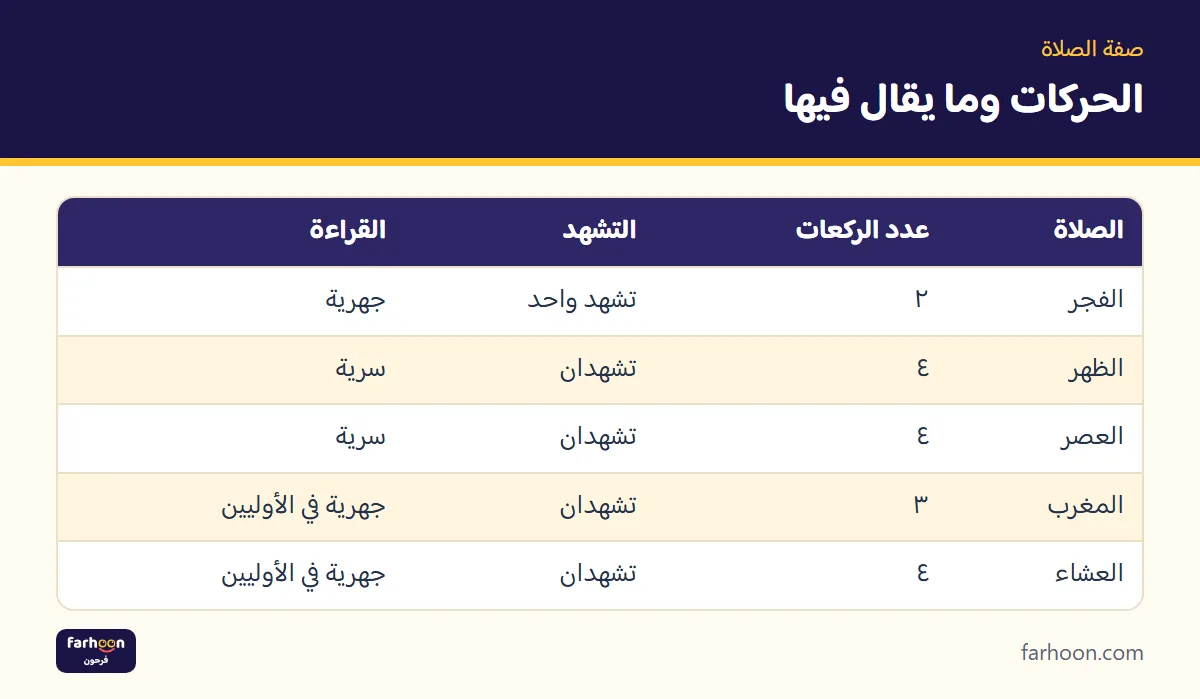 صفة الصلاة
الحركات وما يقال فيها
الصلاة عدد الركعات التشهد القراءة
الفجر ٢ تشهد واحد جهرية
الظهر ٤ تشهدان سرية
العصر ٤ تشهدان سرية
المغرب ٣ تشهدان جهرية في الأوليين
العشاء ٤ تشهدان جهرية في الأوليين
farhoon.com
farhoon
فرحون